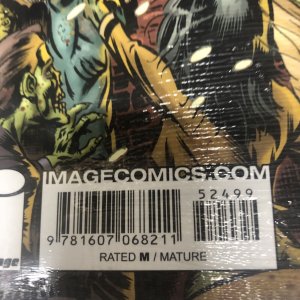 IMAGECOMICS.COM
52499
9 781607 068211
RATED M / MATURE